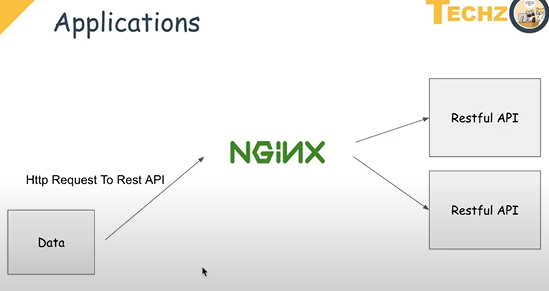 Applications
TECHZ
Restful API
NGINX
Http Request To Rest API
Restful API
Data